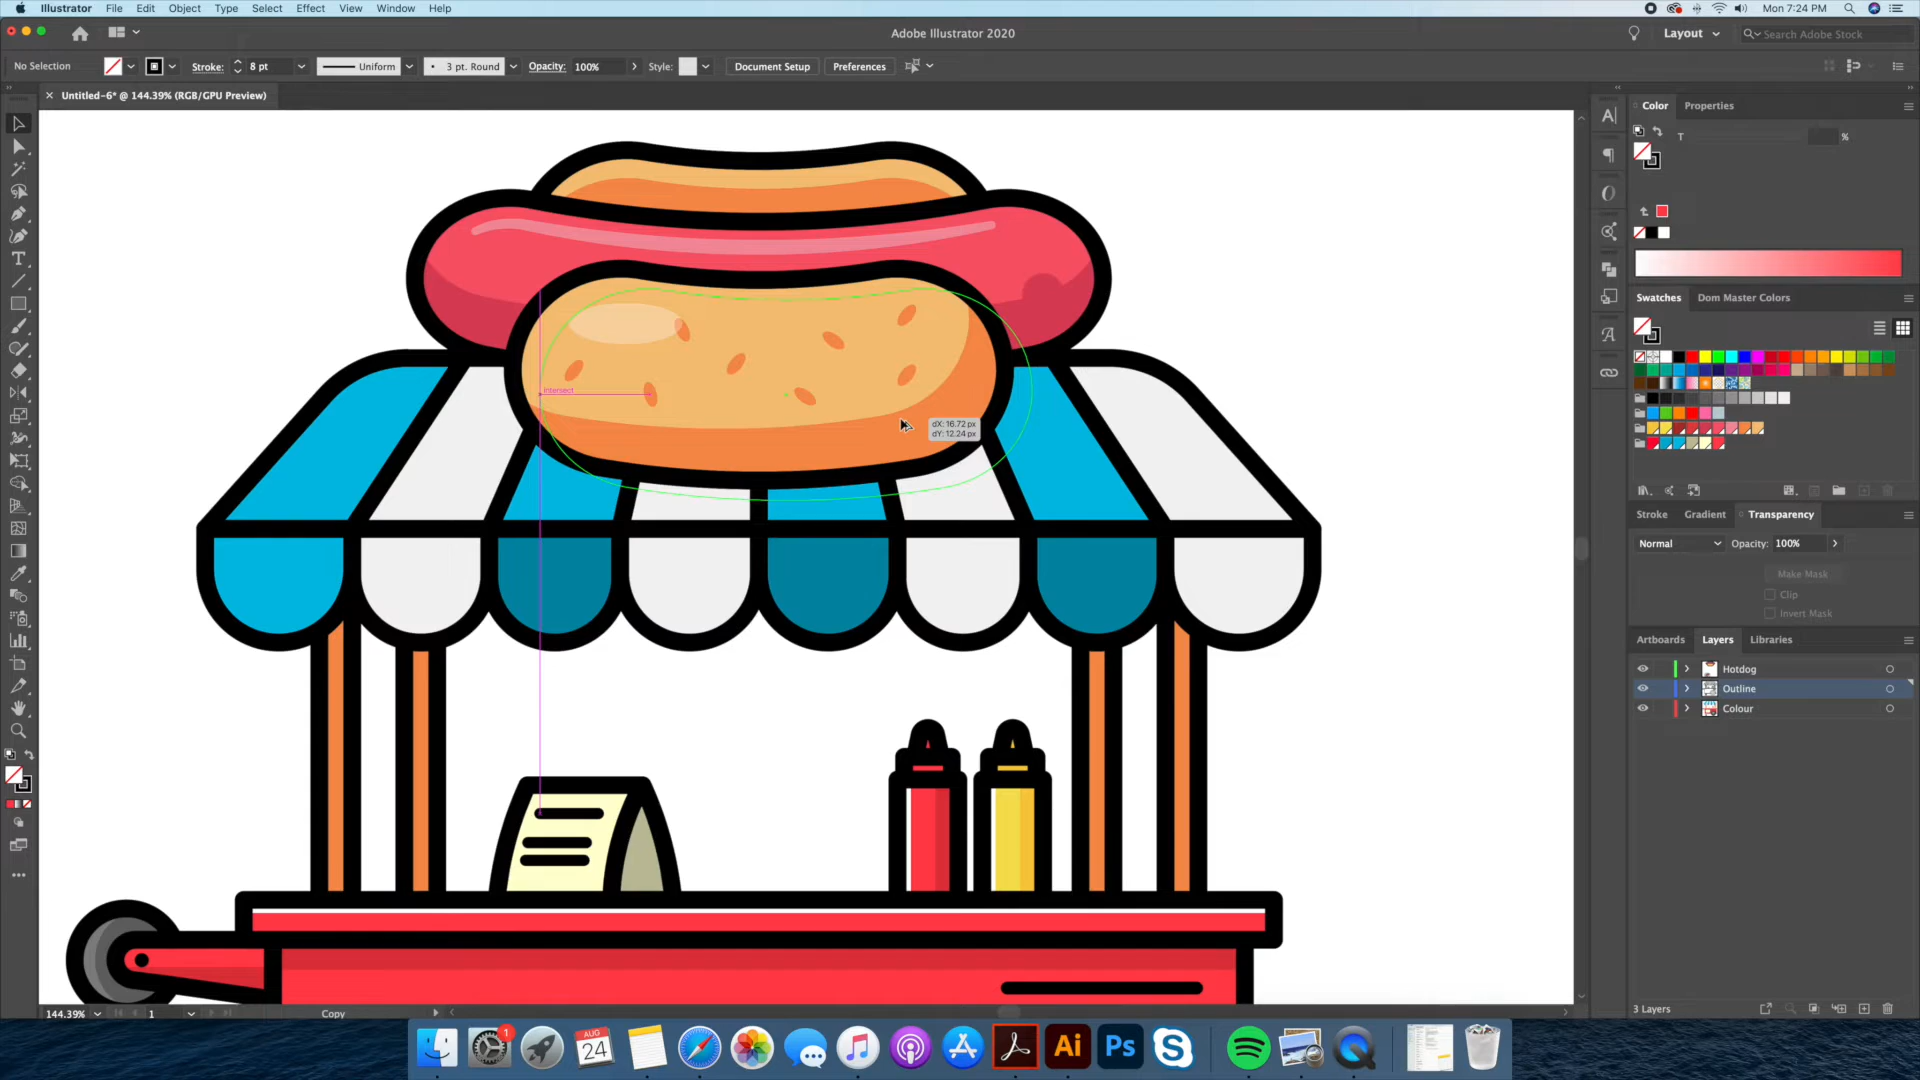 Illustrator File Edit Object Type Select Effect View Window Help
Mon 7:24 PM
Adobe Illustrator 2020
Layout
Search Adobe Stock
No Selection
Stroke: 8 pt
Uniform
3 pt. Round
Opacity: 100%
Style:
Document Setup
Preferences
Untitled-6* @ 144.39% (RGB/GPU Preview)
Color Properties
T
%
Swatches Dom Master Colors
intersect
dX: 16.72 px
dY: 12.24 px
Stroke Gradient Transparency
Normal Opacity: 100%
Make Mask
Clip
Invert Mask
Artboards Layers Libraries
Hotdog
Outline
Colour
3 Layers
144.39% 1 Copy
1
AUG
24
Ai
Ps